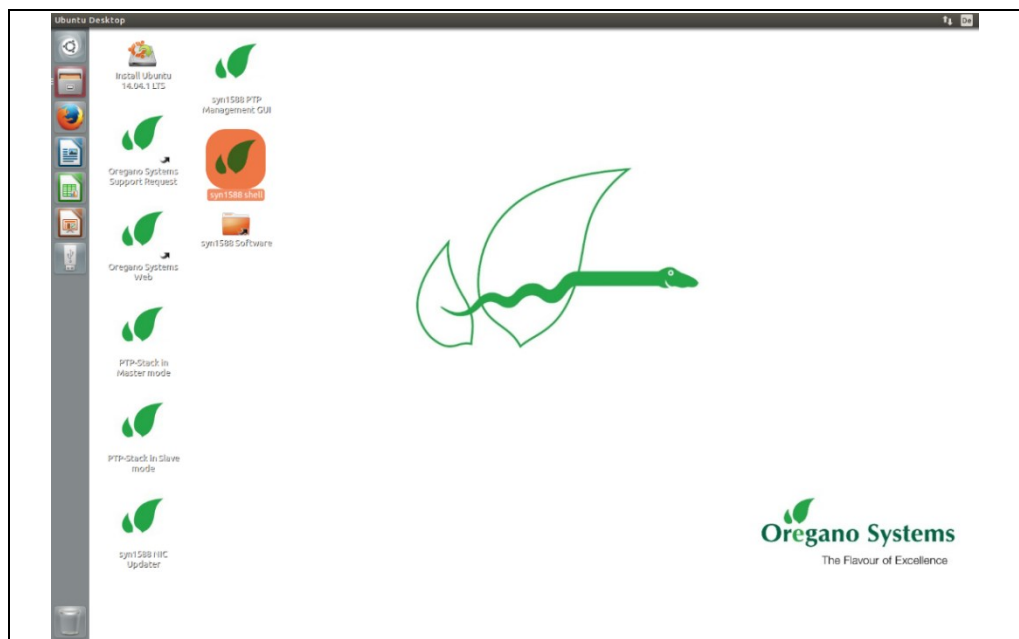 Ubuntu Desktop
De
Install Ubuntu
14.04.1 LTS
syn1588 PTP
Management GUI
Oregano Systems
Support Request
syn1588 shell
Oregano Systems
Web
syn1588 Software
PTP-Stack in
Master mode
PTP-Stack in Slave
mode
syn1588 NIC
Updater
Oregano Systems
The Flavour of Excellence